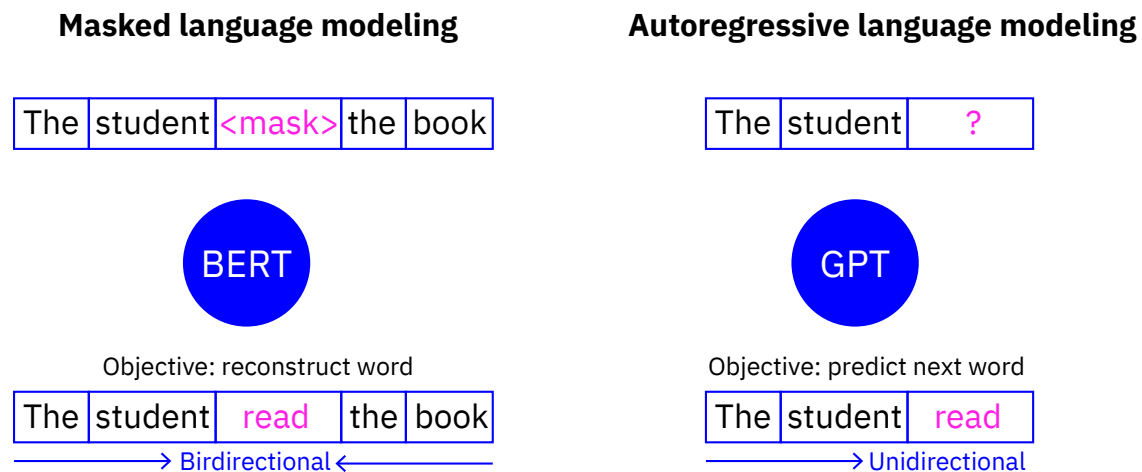 Masked language modeling
The student <mask> the book
BERT
Objective: reconstruct word
The student read the book
Birdirectional
Autoregressive language modeling
The student ?
GPT
Objective: predict next word
The student read
Unidirectional